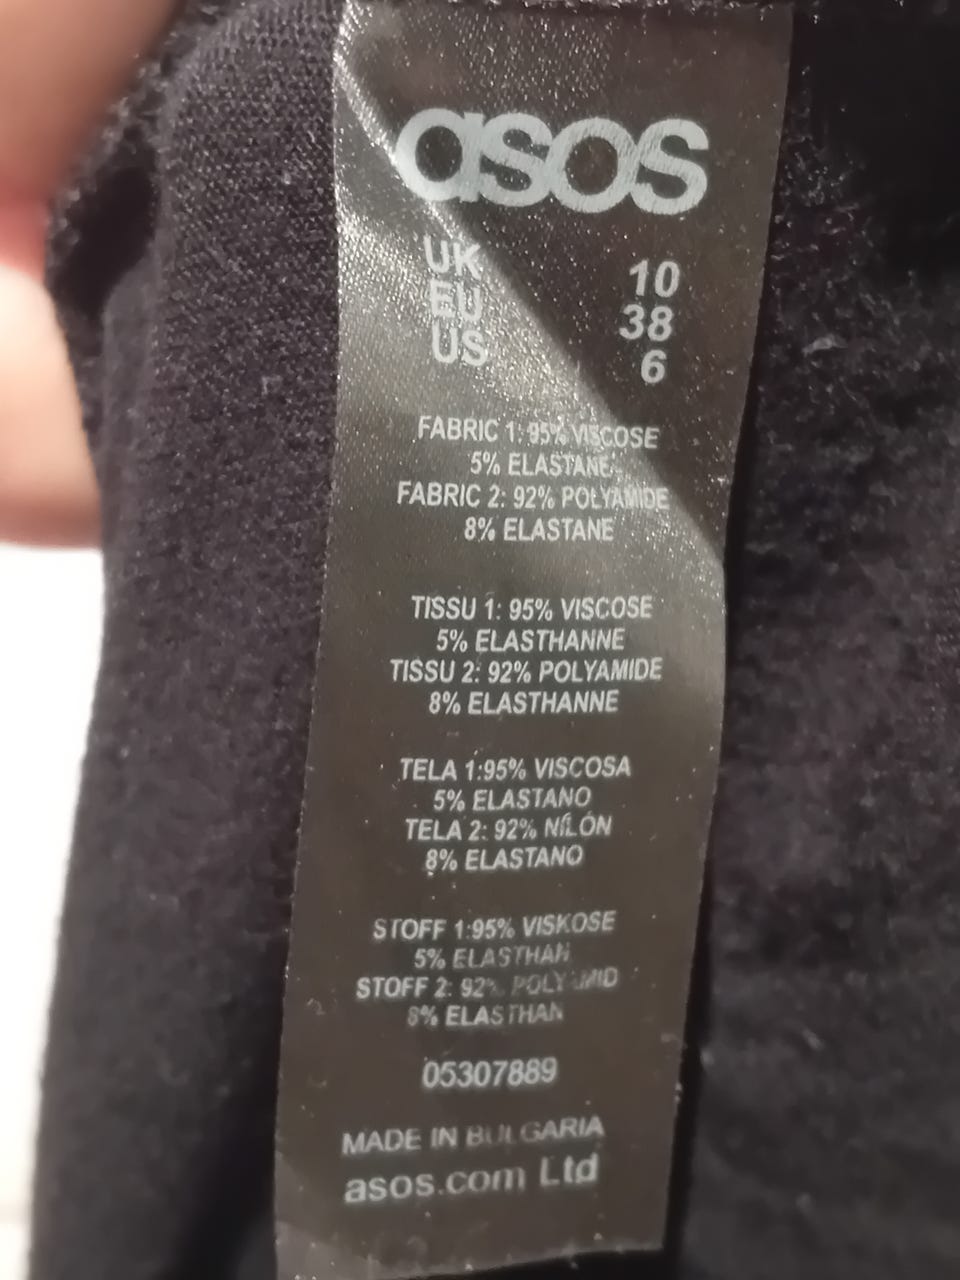 asos
UK 10
EU 38
US 6
FABRIC 1: 95% VISCOSE
5% ELASTANE
FABRIC 2: 92% POLYAMIDE
8% ELASTANE
TISSU 1: 95% VISCOSE
5% ELASTHANNE
TISSU 2: 92% POLYAMIDE
8% ELASTHANNE
TELA 1:95% VISCOSA
5% ELASTANO
TELA 2: 92% NÍLÓN
8% ELASTANO
STOFF 1:95% VISKOSE
5% ELASTHAN
STOFF 2: 92% POLYAMID
8% ELASTHAN
05307889
MADE IN BULGARIA
asos.com Ltd